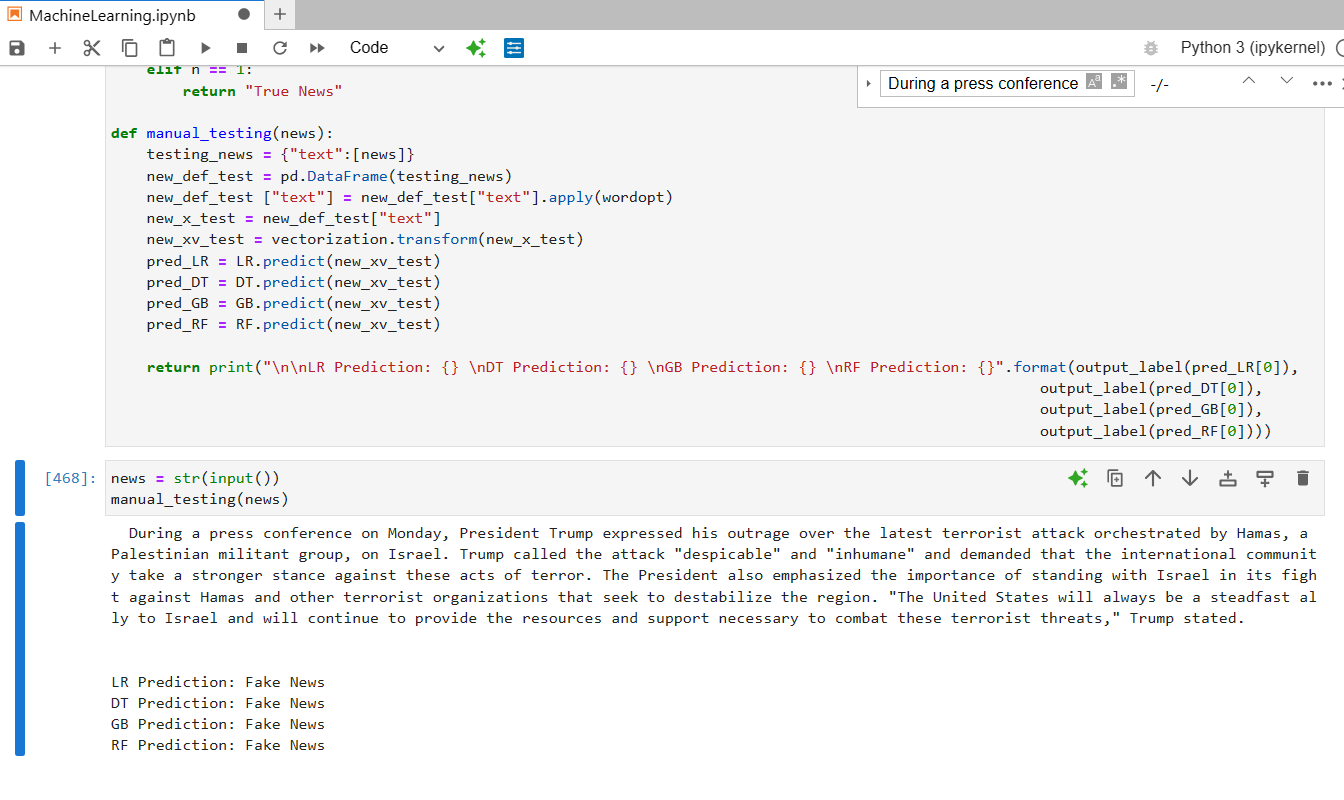 MachineLearning.ipynb
Code
Python 3 (ipykernel)
During a press conference
-/-
elif n == 1:
return "True News"
def manual_testing(news):
testing_news = {"text":[news]}
new_def_test = pd.DataFrame(testing_news)
new_def_test ["text"] = new_def_test["text"].apply(wordopt)
new_x_test = new_def_test["text"]
new_xv_test = vectorization.transform(new_x_test)
pred_LR = LR.predict(new_xv_test)
pred_DT = DT.predict(new_xv_test)
pred_GB = GB.predict(new_xv_test)
pred_RF = RF.predict(new_xv_test)
return print("\n\nLR Prediction: {} \nDT Prediction: {} \nGB Prediction: {} \nRF Prediction: {}".format(output_label(pred_LR[0]),
output_label(pred_DT[0]),
output_label(pred_GB[0]),
output_label(pred_RF[0])))
[468]: news = str(input())
manual_testing(news)
During a press conference on Monday, President Trump expressed his outrage over the latest terrorist attack orchestrated by Hamas, a
Palestinian militant group, on Israel. Trump called the attack "despicable" and "inhumane" and demanded that the international communit
y take a stronger stance against these acts of terror. The President also emphasized the importance of standing with Israel in its figh
t against Hamas and other terrorist organizations that seek to destabilize the region. "The United States will always be a steadfast al
ly to Israel and will continue to provide the resources and support necessary to combat these terrorist threats," Trump stated.
LR Prediction: Fake News
DT Prediction: Fake News
GB Prediction: Fake News
RF Prediction: Fake News